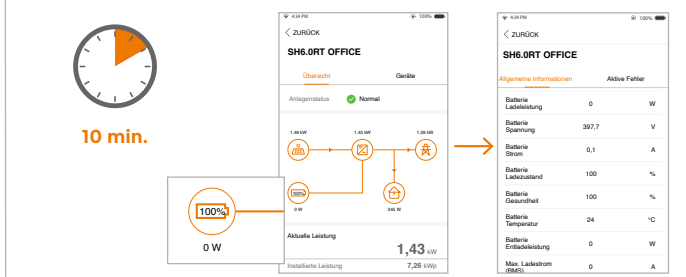 10 min.
100%
0 W
4:34 PM 100%
ZURÜCK
SH6.0RT OFFICE
Übersicht Geräte
Anlagenstatus Normal
1,49 kW 1,43 kW 1,09 kW
100%
0 W 345 W
Aktuelle Leistung
1,43 kW
Installierte Leistung 7,26 kWp
4:34 PM 100%
ZURÜCK
SH6.0RT OFFICE
Allgemeine Informationen Aktive Fehler
Batterie
Ladeleistung 0 W
Batterie
Spannung 397,7 V
Batterie
Strom 0,1 A
Batterie
Ladezustand 100 %
Batterie
Gesundheit 100 %
Batterie
Temperatur 24 °C
Batterie
Entladeleistung 0 W
Max. Ladestrom
(BMS) 0 A